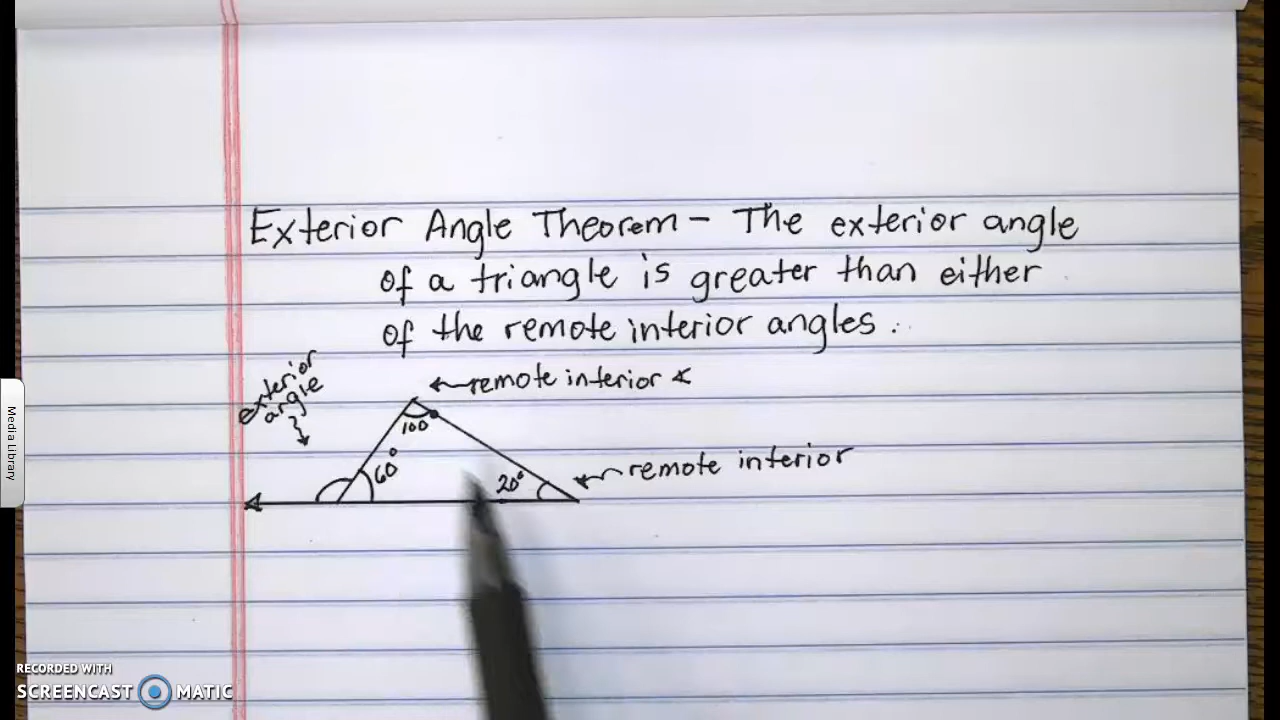 Exterior Angle Theorem – The exterior angle
of a triangle is greater than either
of the remote interior angles.
exterior
angle
remote interior ∢
100
60°
20°
remote interior
Media Library
RECORDED WITH
SCREENCAST MATIC